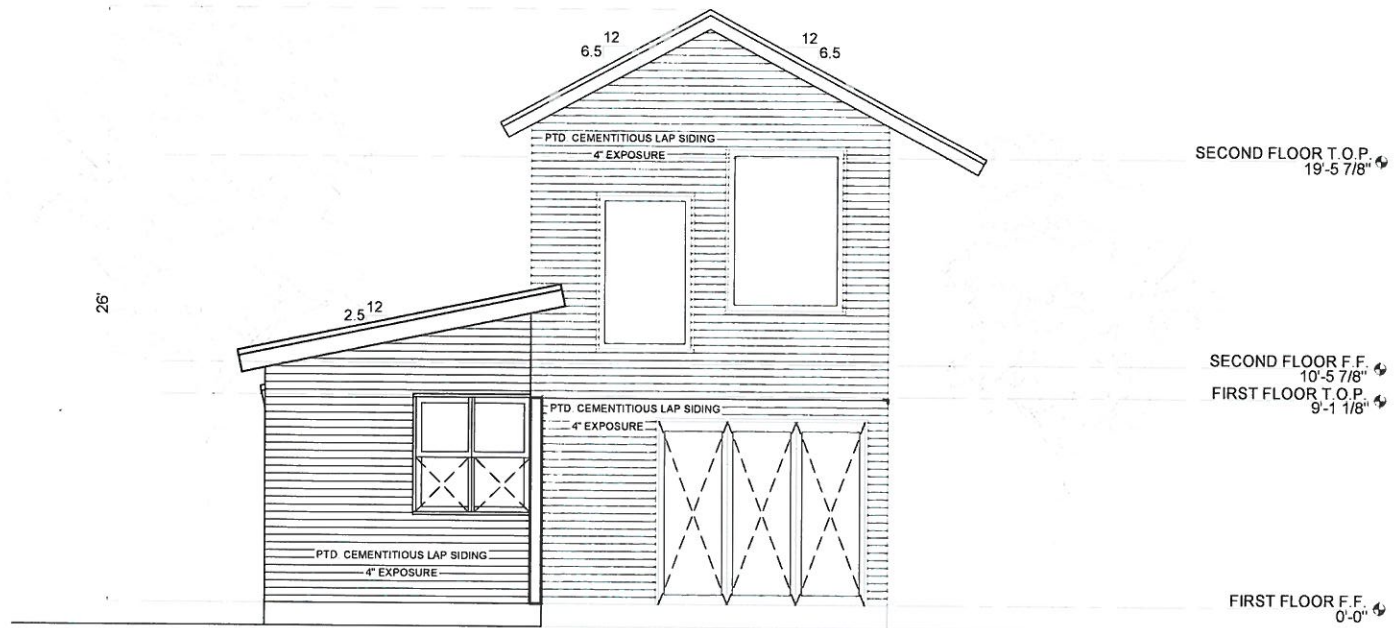 12
6.5
12
6.5
PTD. CEMENTITIOUS LAP SIDING
4" EXPOSURE
SECOND FLOOR T.O.P.
19'-5 7/8"
26'
2.5 12
SECOND FLOOR F.F.
10'-5 7/8"
FIRST FLOOR T.O.P.
9'-1 1/8"
PTD. CEMENTITIOUS LAP SIDING
4" EXPOSURE
PTD. CEMENTITIOUS LAP SIDING
4" EXPOSURE
FIRST FLOOR F.F.
0'-0"